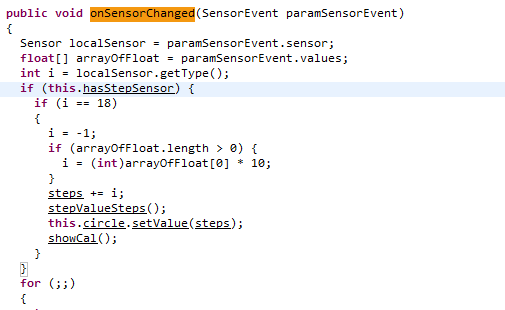 public void onSensorChanged(SensorEvent paramSensorEvent)
{
Sensor localSensor = paramSensorEvent.sensor;
float[] arrayOfFloat = paramSensorEvent.values;
int i = localSensor.getType();
if (this.hasStepSensor) {
if (i == 18)
{
i = -1;
if (arrayOfFloat.length > 0) {
i = (int)arrayOfFloat[0] * 10;
}
steps += i;
stepValueSteps();
this.circle.setValue(steps);
showCal();
}
}
for (;;)
{